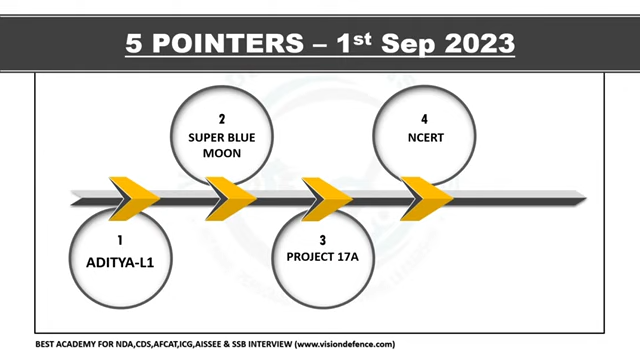 5 POINTERS – 1st Sep 2023
1
ADITYA-L1
2
SUPER BLUE
MOON
3
PROJECT 17A
4
NCERT
BEST ACADEMY FOR NDA,CDS,AFCAT,ICG,AISSEE & SSB INTERVIEW (www.visiondefence.com)